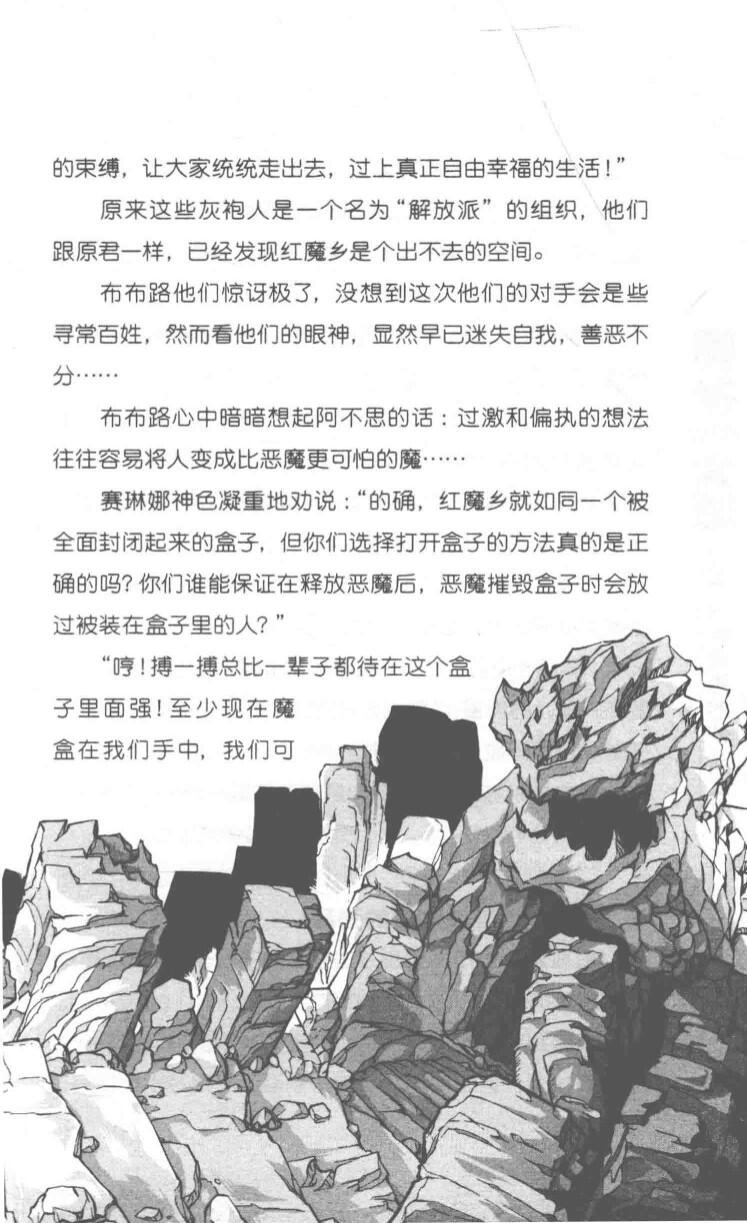 的束缚，让大家统统走出去，过上真正自由幸福的生活！”
原来这些灰袍人是一个名为“解放派”的组织，他们
跟原君一样，已经发现红魔乡是个出不去的空间。
布布路他们惊讶极了，没想到这次他们的对手会是些
寻常百姓，然而看他们的眼神，显然早已迷失自我，善恶不
分……
布布路心中暗暗想起阿不思的话：过激和偏执的想法
往往容易将人变成比恶魔更可怕的魔……
赛琳娜神色凝重地劝说：“的确，红魔乡就如同一个被
全面封闭起来的盒子，但你们选择打开盒子的方法真的是正
确的吗？你们谁能保证在释放恶魔后，恶魔摧毁盒子时会放
过被装在盒子里的人？”
“哼！搏一搏总比一辈子都待在这个盒
子里面强！至少现在魔
盒在我们手中，我们可